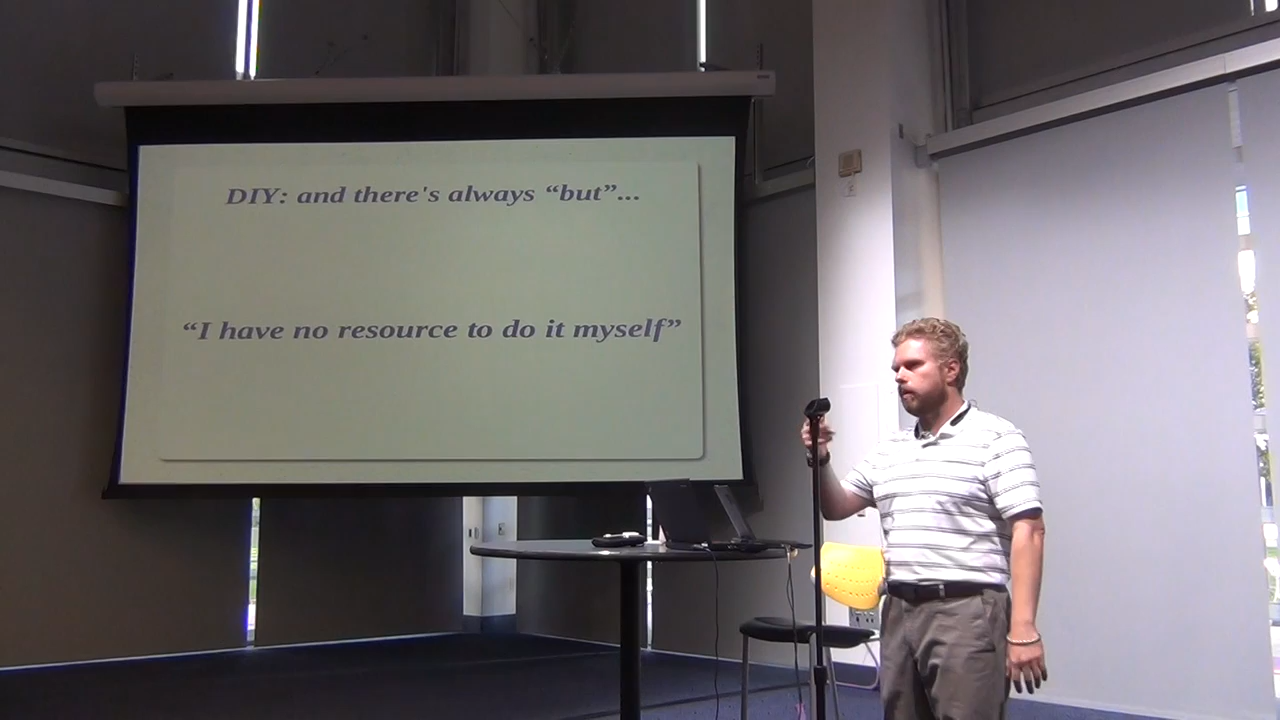 DIY: and there's always “but”...
“I have no resource to do it myself”